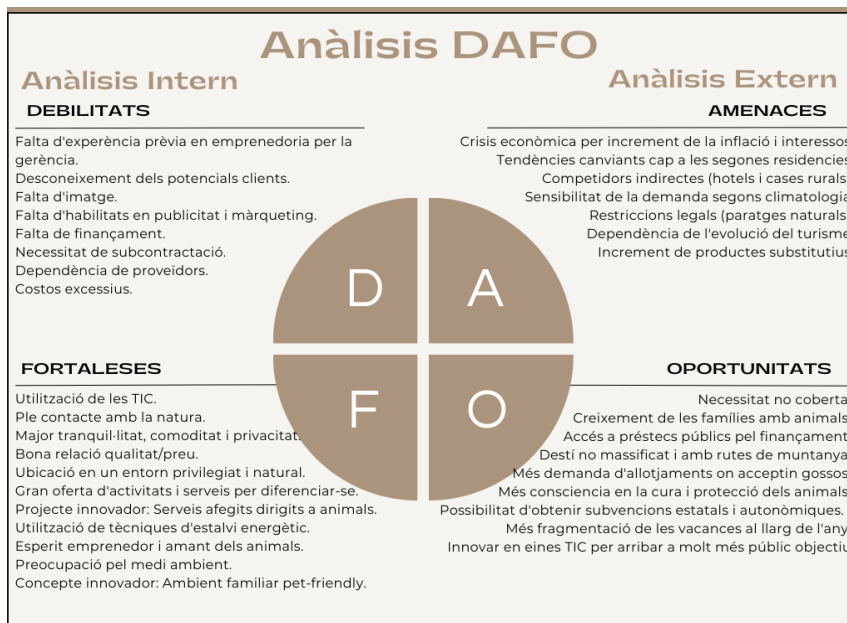 Anàlisis DAFO
Anàlisis Intern
DEBILITATS
Falta d'experència prèvia en emprenedoria per la
gerència.
Desconeixement dels potencials clients.
Falta d'imatge.
Falta d'habilitats en publicitat i màrqueting.
Falta de finançament.
Necessitat de subcontractació.
Dependència de proveïdors.
Costos excessius.
Anàlisis Extern
AMENACES
Crisis econòmica per increment de la inflació i interessos
Tendències canviants cap a les segones residencies
Competidors indirectes (hotels i cases rurals
Sensibilitat de la demanda segons climatologia
Restriccions legals (paratges naturals
Dependència de l'evolució del turisme
Increment de productes substitutius
D
A
F
O
FORTALESES
Utilització de les TIC.
Ple contacte amb la natura.
Major tranquil·litat, comoditat i privacitat.
Bona relació qualitat/preu.
Ubicació en un entorn privilegiat i natural.
Gran oferta d'activitats i serveis per diferenciar-se.
Projecte innovador: Serveis afegits dirigits a animals.
Utilització de tècniques d'estalvi energètic.
Esperit emprenedor i amant dels animals.
Preocupació pel medi ambient.
Concepte innovador: Ambient familiar pet-friendly.
OPORTUNITATS
Necessitat no coberta
Creixement de les famílies amb animals
Accés a préstecs públics pel finançament
Destí no massificat i amb rutes de muntanya
Més demanda d'allotjaments on acceptin gossos
Més consciencia en la cura i protecció dels animals
Possibilitat d'obtenir subvencions estatals i autonòmiques.
Més fragmentació de les vacances al llarg de l'any
Innovar en eines TIC per arribar a molt més públic objectiu